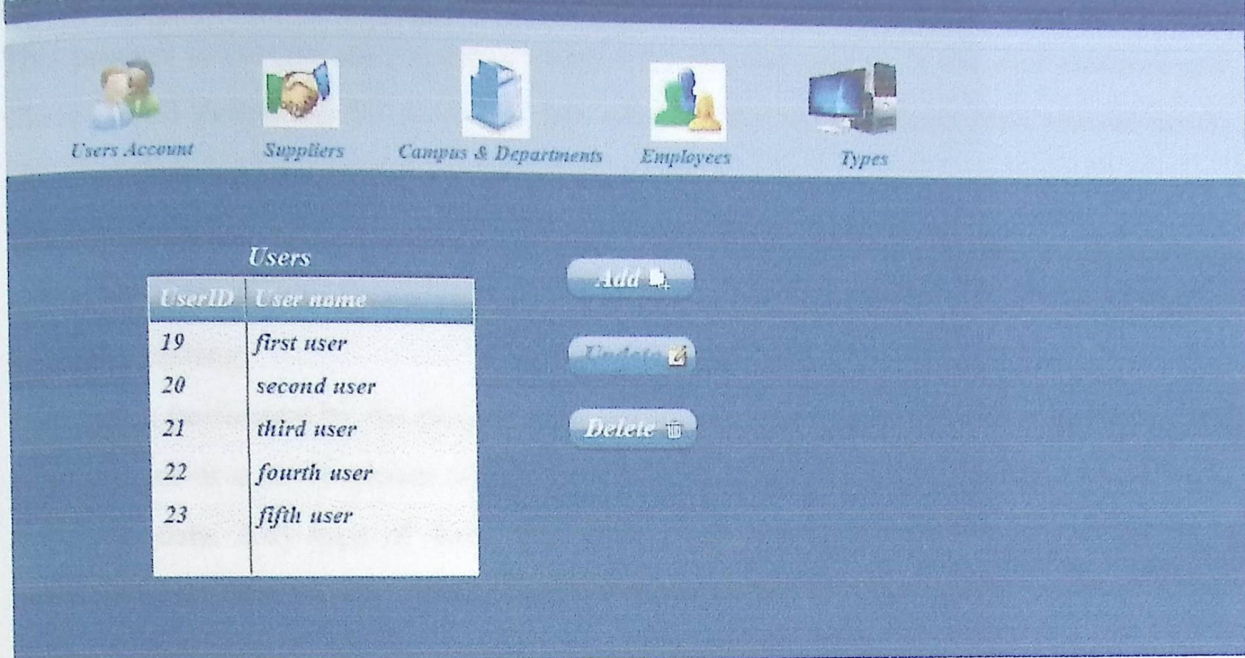 Users Account Suppliers Campus & Departments Employees Types
Users
Add
UserID User name
19 first user
Update
20 second user
21 third user
Delete
22 fourth user
23 fifth user